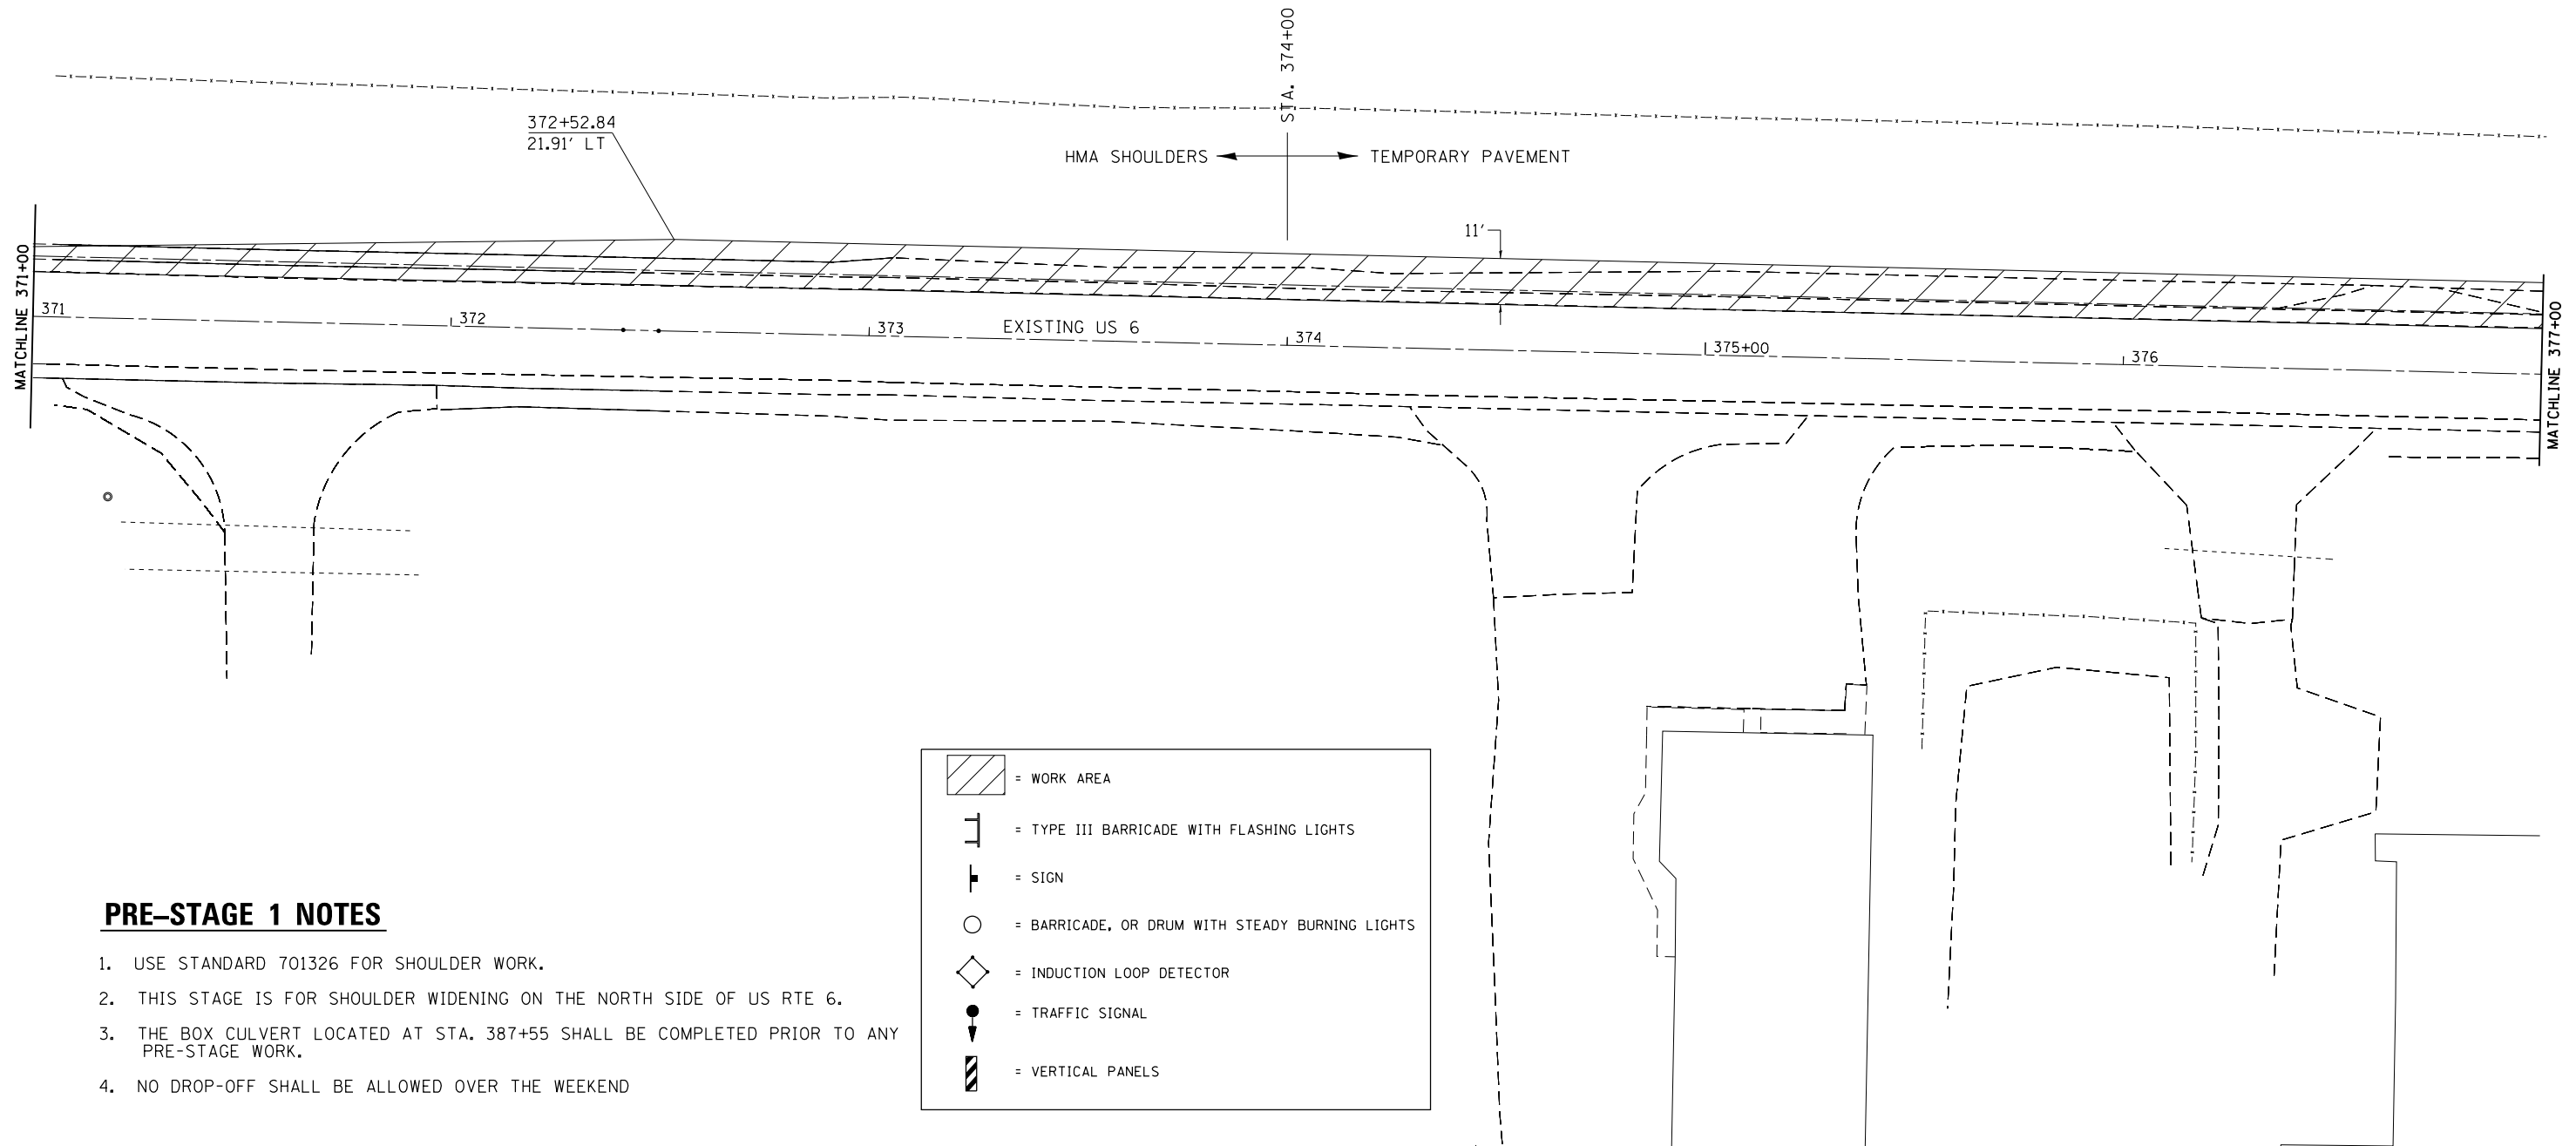 STA. 374+00
372+52.84
21.91' LT
HMA SHOULDERS
TEMPORARY PAVEMENT
11'
MATCHLINE 371+00
MATCHLINE 377+00
371
372
373
EXISTING US 6
374
375+00
376
= WORK AREA
= TYPE III BARRICADE WITH FLASHING LIGHTS
= SIGN
= BARRICADE, OR DRUM WITH STEADY BURNING LIGHTS
= INDUCTION LOOP DETECTOR
= TRAFFIC SIGNAL
= VERTICAL PANELS
PRE–STAGE 1 NOTES
1. USE STANDARD 701326 FOR SHOULDER WORK.
2. THIS STAGE IS FOR SHOULDER WIDENING ON THE NORTH SIDE OF US RTE 6.
3. THE BOX CULVERT LOCATED AT STA. 387+55 SHALL BE COMPLETED PRIOR TO ANY
PRE-STAGE WORK.
4. NO DROP-OFF SHALL BE ALLOWED OVER THE WEEKEND